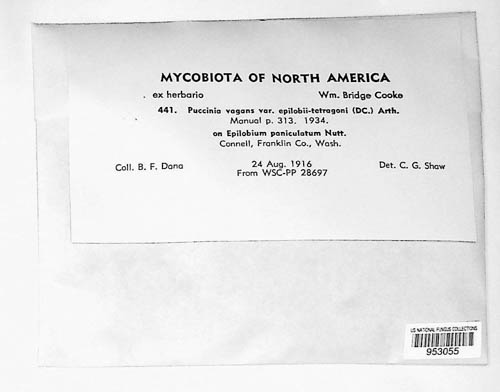 MYCOBIOTA OF NORTH AMERICA
ex herbario Wm. Bridge Cooke
441. Puccinia vagans var. epilobii-tetragoni (DC.) Arth.
Manual p. 313. 1934.
on Epilobium paniculatum Nutt.
Connell, Franklin Co., Wash.
Coll. B. F. Dana 24 Aug. 1916 Det. C. G. Shaw
From WSC-PP 28697
US NATIONAL FUNGUS COLLECTIONS
953055